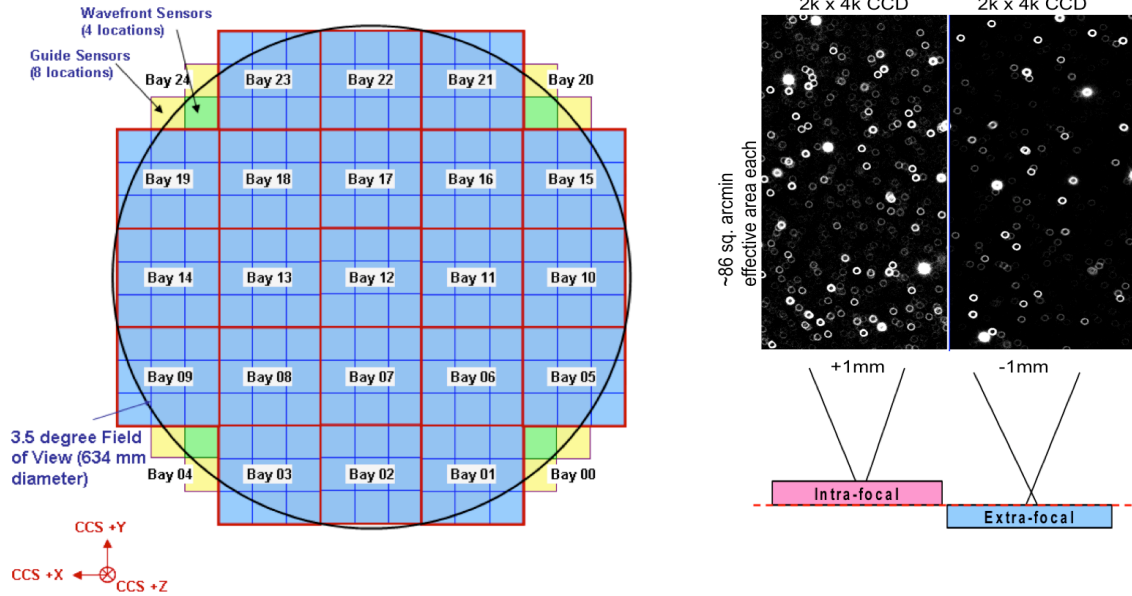 Wavefront Sensors
(4 locations)
Guide Sensors
(8 locations)
Bay 24
Bay 23
Bay 22
Bay 21
Bay 20
Bay 19
Bay 18
Bay 17
Bay 16
Bay 15
Bay 14
Bay 13
Bay 12
Bay 11
Bay 10
Bay 09
Bay 08
Bay 07
Bay 06
Bay 05
Bay 04
Bay 03
Bay 02
Bay 01
Bay 00
3.5 degree Field
of View (634 mm
diameter)
CCS +Y
CCS +X
CCS +Z
2k x 4k CCD
2k x 4k CCD
~86 sq. arcmin
effective area each
+1mm
-1mm
Intra-focal
Extra-focal